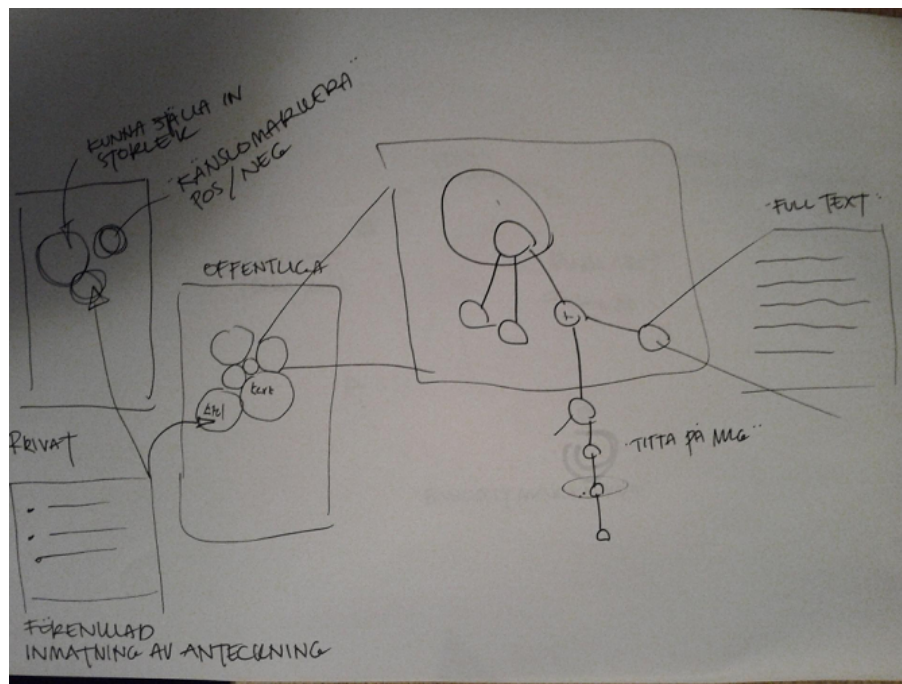 KUNNA STÄLLA IN
STORLEK
"KÄNSLOMARKERA"
POS/NEG
OFFENTLIGA
"FULL TEXT"
text
"TITTA PÅ MIG"
PRIVAT
FÖRENKLAD
INMATNING AV ANTECKNING